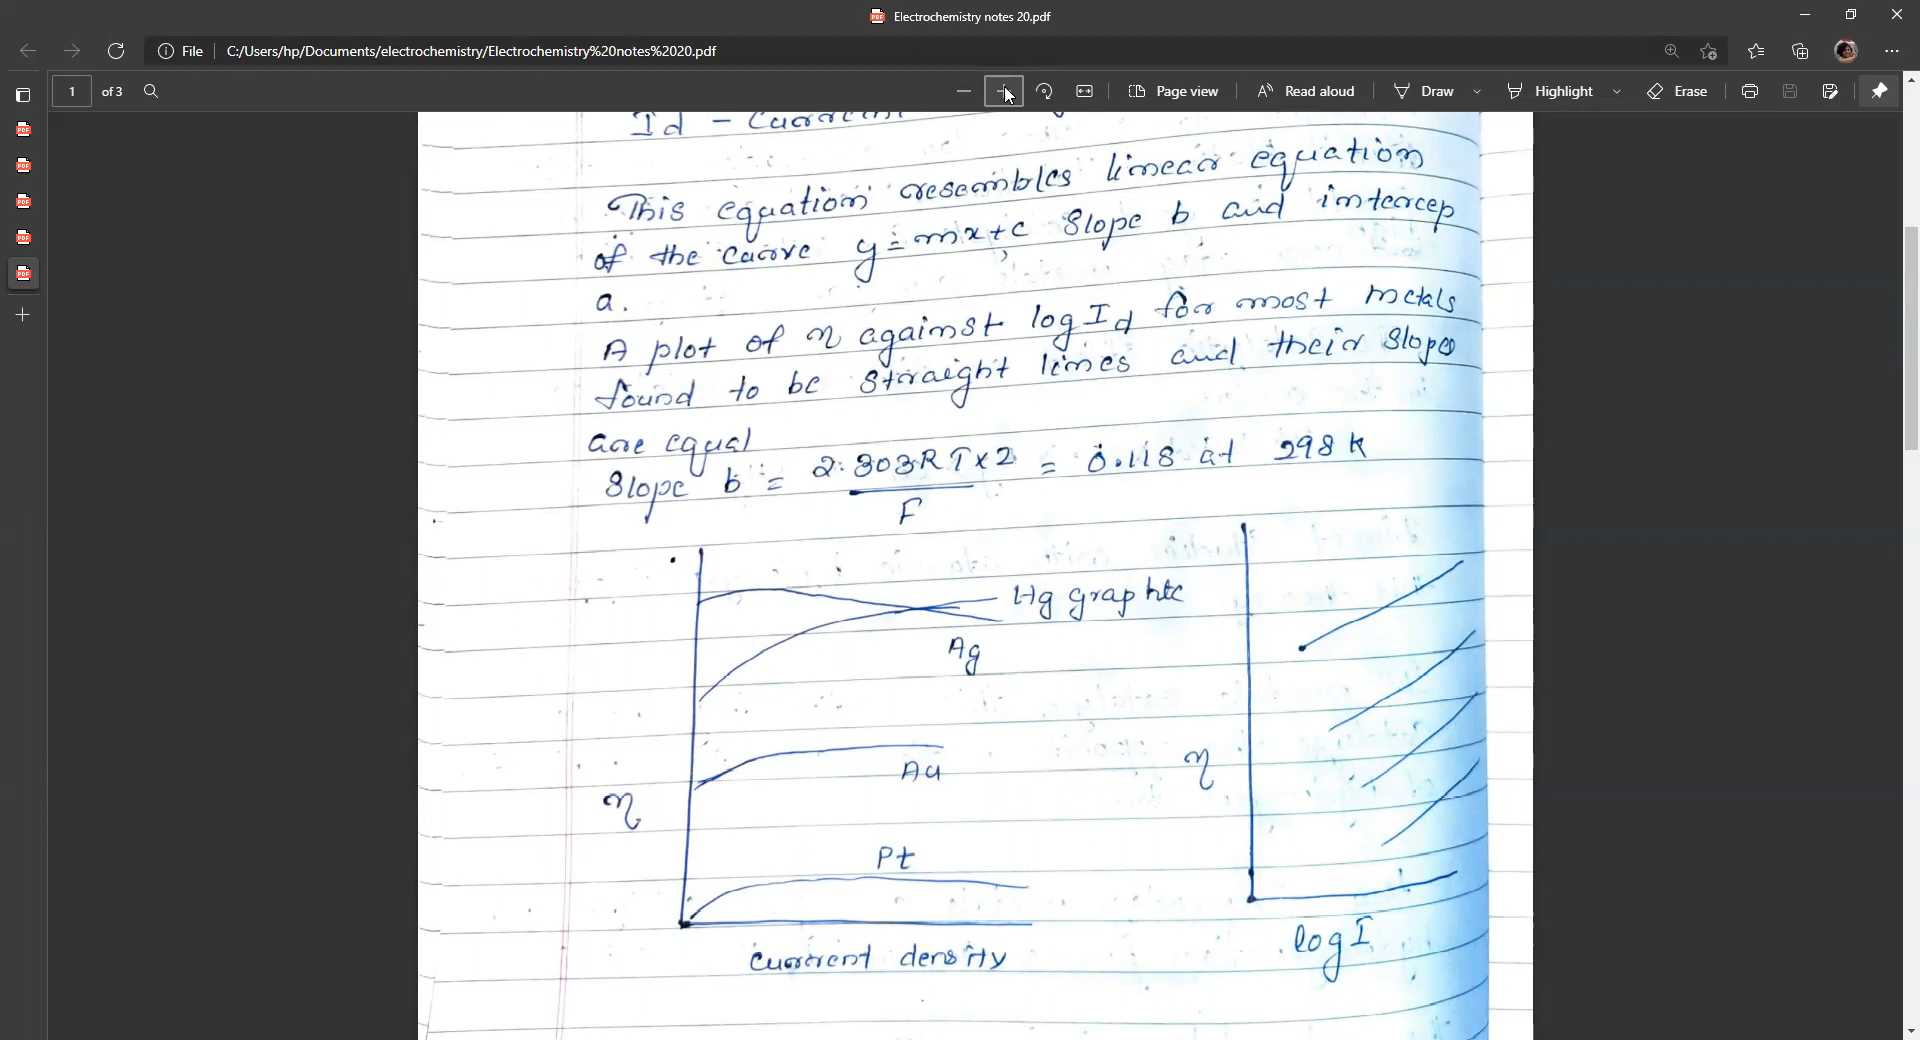 Electrochemistry notes 20.pdf
File C:/Users/hp/Documents/electrochemistry/Electrochemistry%20notes%2020.pdf
1 of 3 Page view Read aloud Draw Highlight Erase
Id -
This equation resembles linear equation
of the curve y = mx + c Slope b and intercep
a.
A plot of η against log Id for most metals
found to be straight lines and their slope
are equal
Slope b = 2.303RT×2 = 0.118 at 298 k
F
Hg graphtc
Ag
Au
η
η
Pt
current density
log I